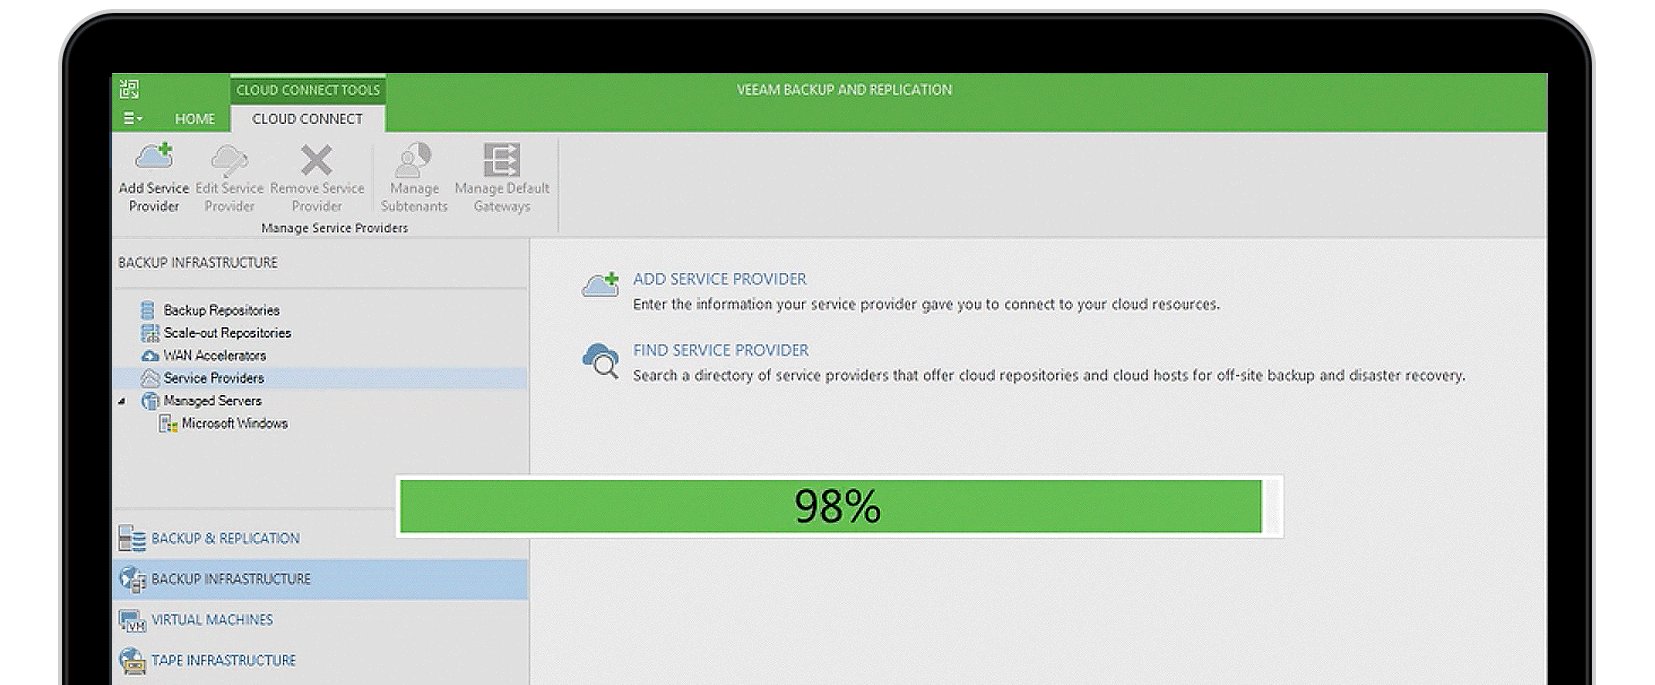 CLOUD CONNECT TOOLS
VEEAM BACKUP AND REPLICATION
HOME
CLOUD CONNECT
Add Service
Provider
Edit Service
Provider
Remove Service
Provider
Manage
Subtenants
Manage Default
Gateways
Manage Service Providers
BACKUP INFRASTRUCTURE
Backup Repositories
Scale-out Repositories
WAN Accelerators
Service Providers
Managed Servers
Microsoft Windows
ADD SERVICE PROVIDER
Enter the information your service provider gave you to connect to your cloud resources.
FIND SERVICE PROVIDER
Search a directory of service providers that offer cloud repositories and cloud hosts for off-site backup and disaster recovery.
98%
BACKUP & REPLICATION
BACKUP INFRASTRUCTURE
VM
VIRTUAL MACHINES
TAPE INFRASTRUCTURE